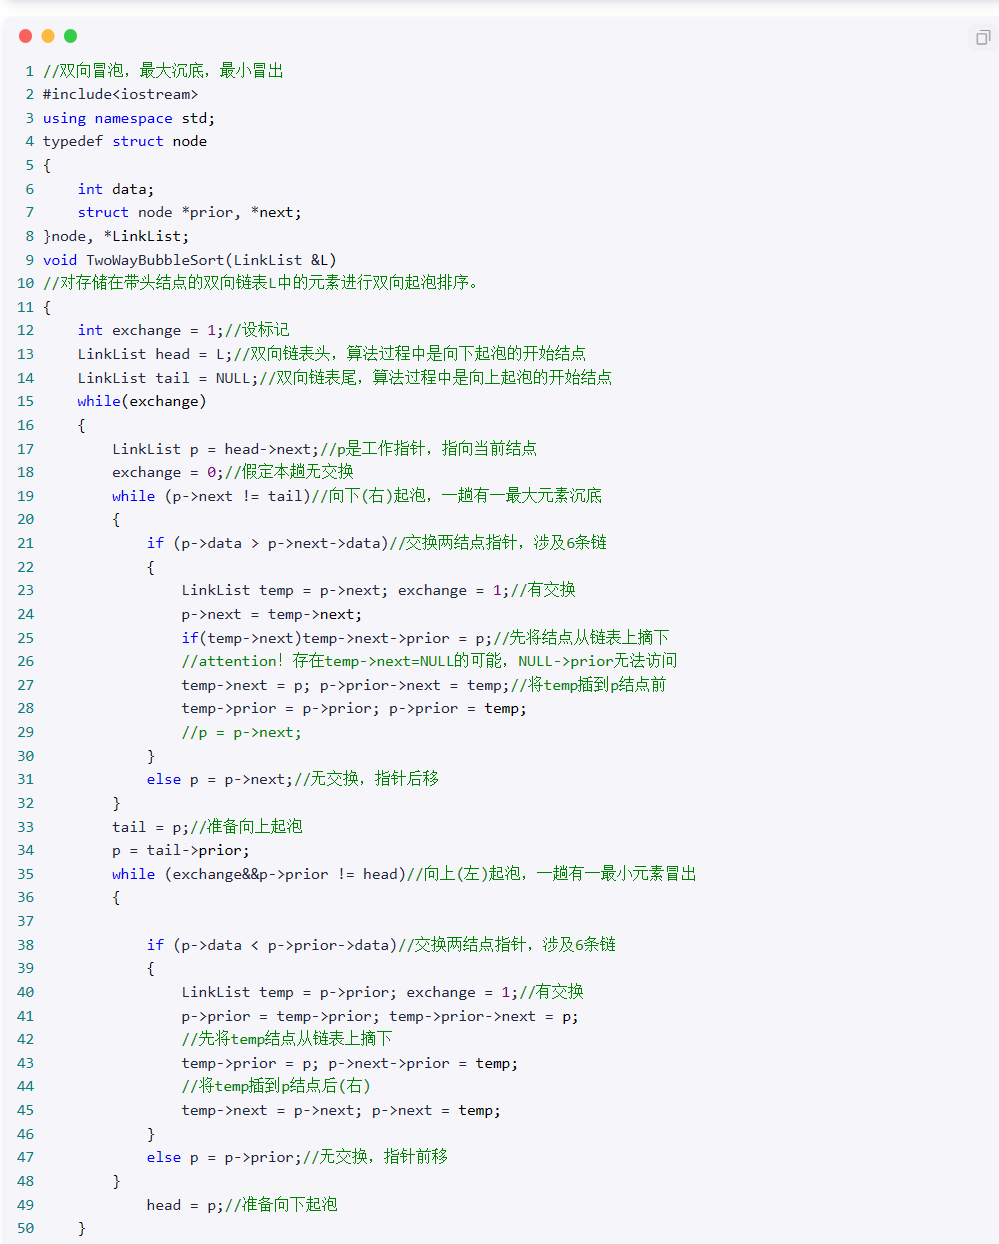 1 //双向冒泡，最大沉底，最小冒出
2 #include<iostream>
3 using namespace std;
4 typedef struct node
5 {
6     int data;
7     struct node *prior, *next;
8 }node, *LinkList;
9 void TwoWayBubbleSort(LinkList &L)
10 //对存储在带头结点的双向链表L中的元素进行双向起泡排序。
11 {
12     int exchange = 1;//设标记
13     LinkList head = L;//双向链表头，算法过程中是向下起泡的开始结点
14     LinkList tail = NULL;//双向链表尾，算法过程中是向上起泡的开始结点
15     while(exchange)
16     {
17         LinkList p = head->next;//p是工作指针，指向当前结点
18         exchange = 0;//假定本趟无交换
19         while (p->next != tail)//向下(右)起泡，一趟有一最大元素沉底
20         {
21             if (p->data > p->next->data)//交换两结点指针，涉及6条链
22             {
23                 LinkList temp = p->next; exchange = 1;//有交换
24                 p->next = temp->next;
25                 if(temp->next)temp->next->prior = p;//先将结点从链表上摘下
26                 //attention！存在temp->next=NULL的可能，NULL->prior无法访问
27                 temp->next = p; p->prior->next = temp;//将temp插到p结点前
28                 temp->prior = p->prior; p->prior = temp;
29                 //p = p->next;
30             }
31             else p = p->next;//无交换，指针后移
32         }
33         tail = p;//准备向上起泡
34         p = tail->prior;
35         while (exchange&&p->prior != head)//向上(左)起泡，一趟有一最小元素冒出
36         {
37
38             if (p->data < p->prior->data)//交换两结点指针，涉及6条链
39             {
40                 LinkList temp = p->prior; exchange = 1;//有交换
41                 p->prior = temp->prior; temp->prior->next = p;
42                 //先将temp结点从链表上摘下
43                 temp->prior = p; p->next->prior = temp;
44                 //将temp插到p结点后(右)
45                 temp->next = p->next; p->next = temp;
46             }
47             else p = p->prior;//无交换，指针前移
48         }
49             head = p;//准备向下起泡
50     }